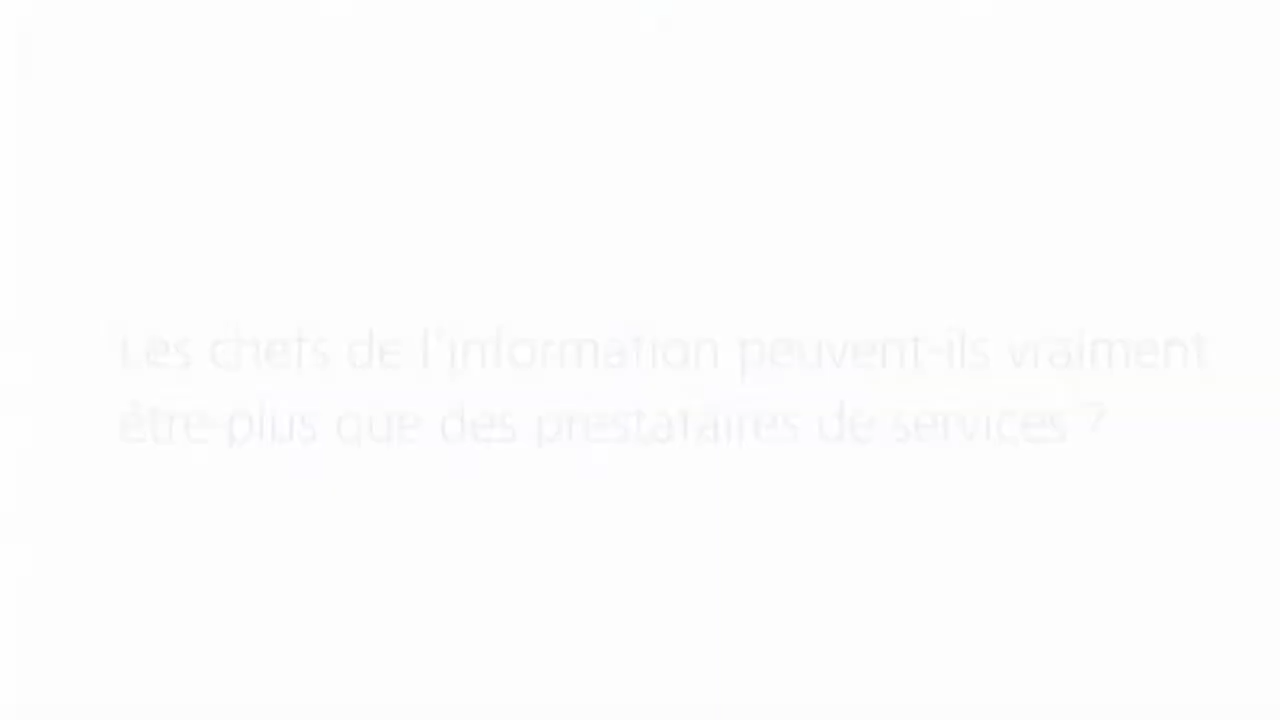 Les chefs de l'information peuvent-ils vraiment
être plus que des prestataires de services ?